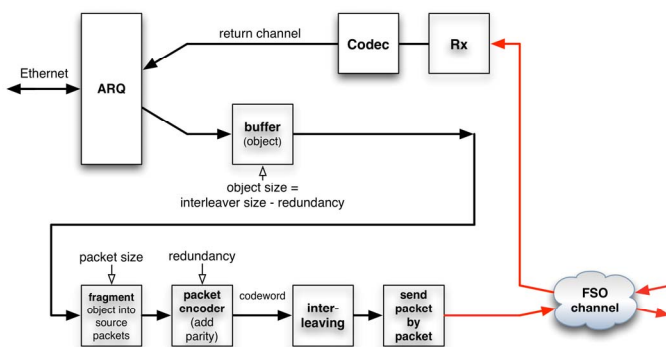 return channel
Codec
Rx
Ethernet
ARQ
buffer
(object)
object size =
interleaver size - redundancy
packet size
redundancy
fragment
object into
source
packets
packet
encoder
(add
parity)
codeword
inter-
leaving
send
packet
by
packet
FSO
channel